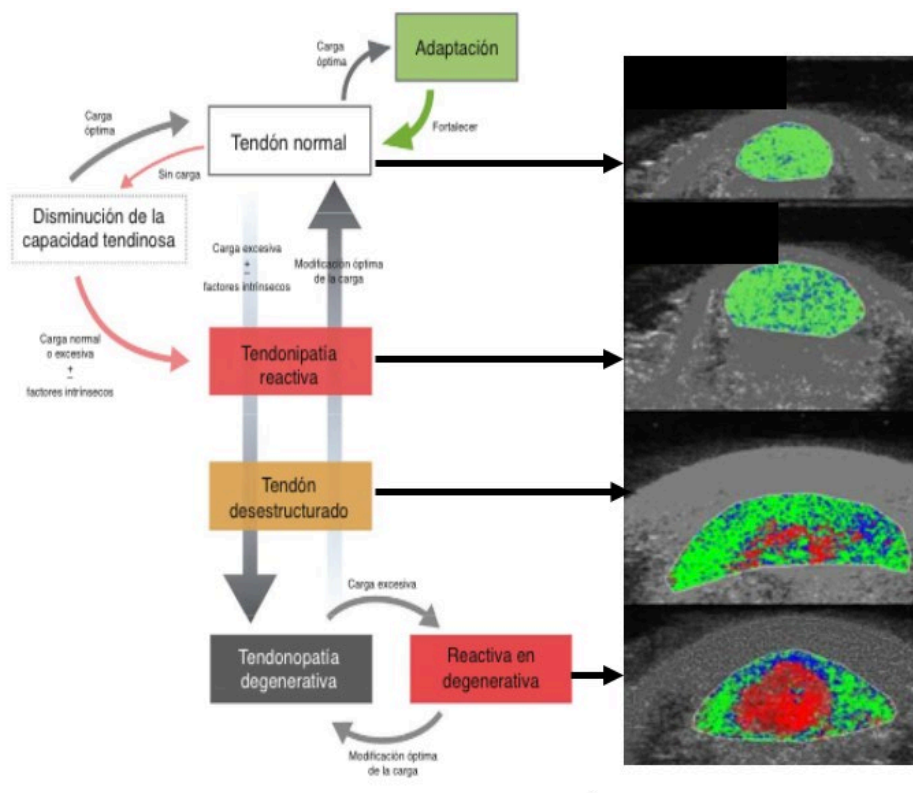 Carga
óptima
Adaptación
Fortalecer
Carga
óptima
Tendón normal
Sin carga
Disminución de la
capacidad tendinosa
Carga excesiva
±
factores intrínsecos
Modificación óptima
de la carga
Carga normal
o excesiva
±
factores intrínsecos
Tendonipatía
reactiva
Tendón
desestructurado
Carga excesiva
Tendonopatía
degenerativa
Reactiva en
degenerativa
Modificación óptima
de la carga